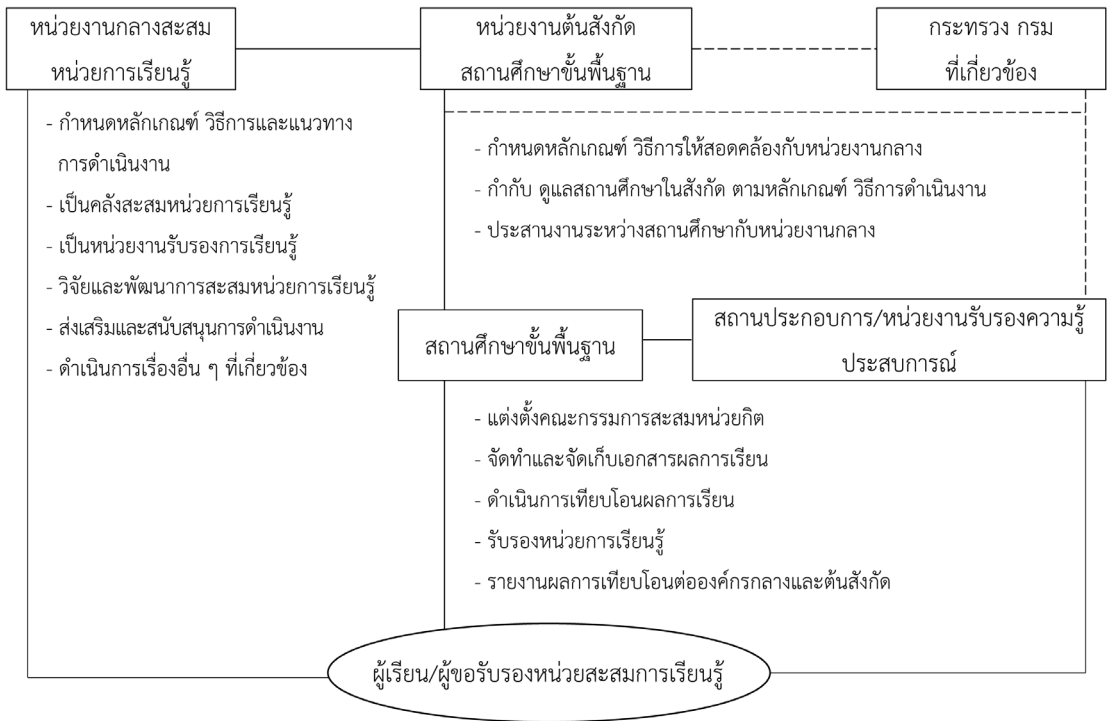 หน่วยงานกลางสะสม
หน่วยการเรียนรู้
หน่วยงานต้นสังกัด
สถานศึกษาขั้นพื้นฐาน
กระทรวง กรม
ที่เกี่ยวข้อง
- กำหนดหลักเกณฑ์ วิธีการและแนวทาง
การดำเนินงาน
- เป็นคลังสะสมหน่วยการเรียนรู้
- เป็นหน่วยงานรับรองการเรียนรู้
- วิจัยและพัฒนาการสะสมหน่วยการเรียนรู้
- ส่งเสริมและสนับสนุนการดำเนินงาน
- ดำเนินการเรื่องอื่น ๆ ที่เกี่ยวข้อง
- กำหนดหลักเกณฑ์ วิธีการให้สอดคล้องกับหน่วยงานกลาง
- กำกับ ดูแลสถานศึกษาในสังกัด ตามหลักเกณฑ์ วิธีการดำเนินงาน
- ประสานงานระหว่างสถานศึกษากับหน่วยงานกลาง
สถานศึกษาขั้นพื้นฐาน
สถานประกอบการ/หน่วยงานรับรองความรู้
ประสบการณ์
- แต่งตั้งคณะกรรมการสะสมหน่วยกิต
- จัดทำและจัดเก็บเอกสารผลการเรียน
- ดำเนินการเทียบโอนผลการเรียน
- รับรองหน่วยการเรียนรู้
- รายงานผลการเทียบโอนต่อองค์กรกลางและต้นสังกัด
ผู้เรียน/ผู้ขอรับรองหน่วยสะสมการเรียนรู้